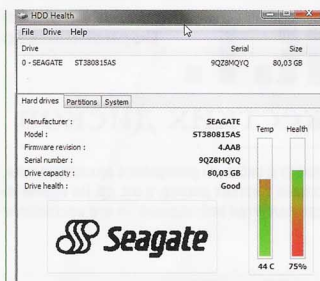 HDD Health
File Drive Help
Drive Serial Size
0 - SEAGATE ST380815AS 9QZ8MQYQ 80,03 GB
Hard drives Partitions System
Manufacturer : SEAGATE
Model : ST380815AS
Firmware revision : 4.AAB
Serial number : 9QZ8MQYQ
Drive capacity : 80,03 GB
Drive health : Good
Temp Health
Seagate
44 C 75%